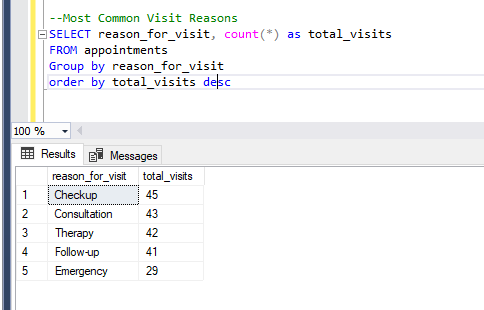 --Most Common Visit Reasons
SELECT reason_for_visit, count(*) as total_visits
FROM appointments
Group by reason_for_visit
order by total_visits desc
100 %
Results Messages
reason_for_visit total_visits
1 Checkup 45
2 Consultation 43
3 Therapy 42
4 Follow-up 41
5 Emergency 29